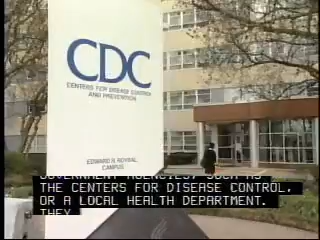 CDC
CENTERS FOR DISEASE CONTROL
AND PREVENTION
EDWARD R. ROYBAL
CAMPUS
GOVERNMENT AGENCIES, SUCH AS
THE CENTERS FOR DISEASE CONTROL,
OR A LOCAL HEALTH DEPARTMENT.
THEY